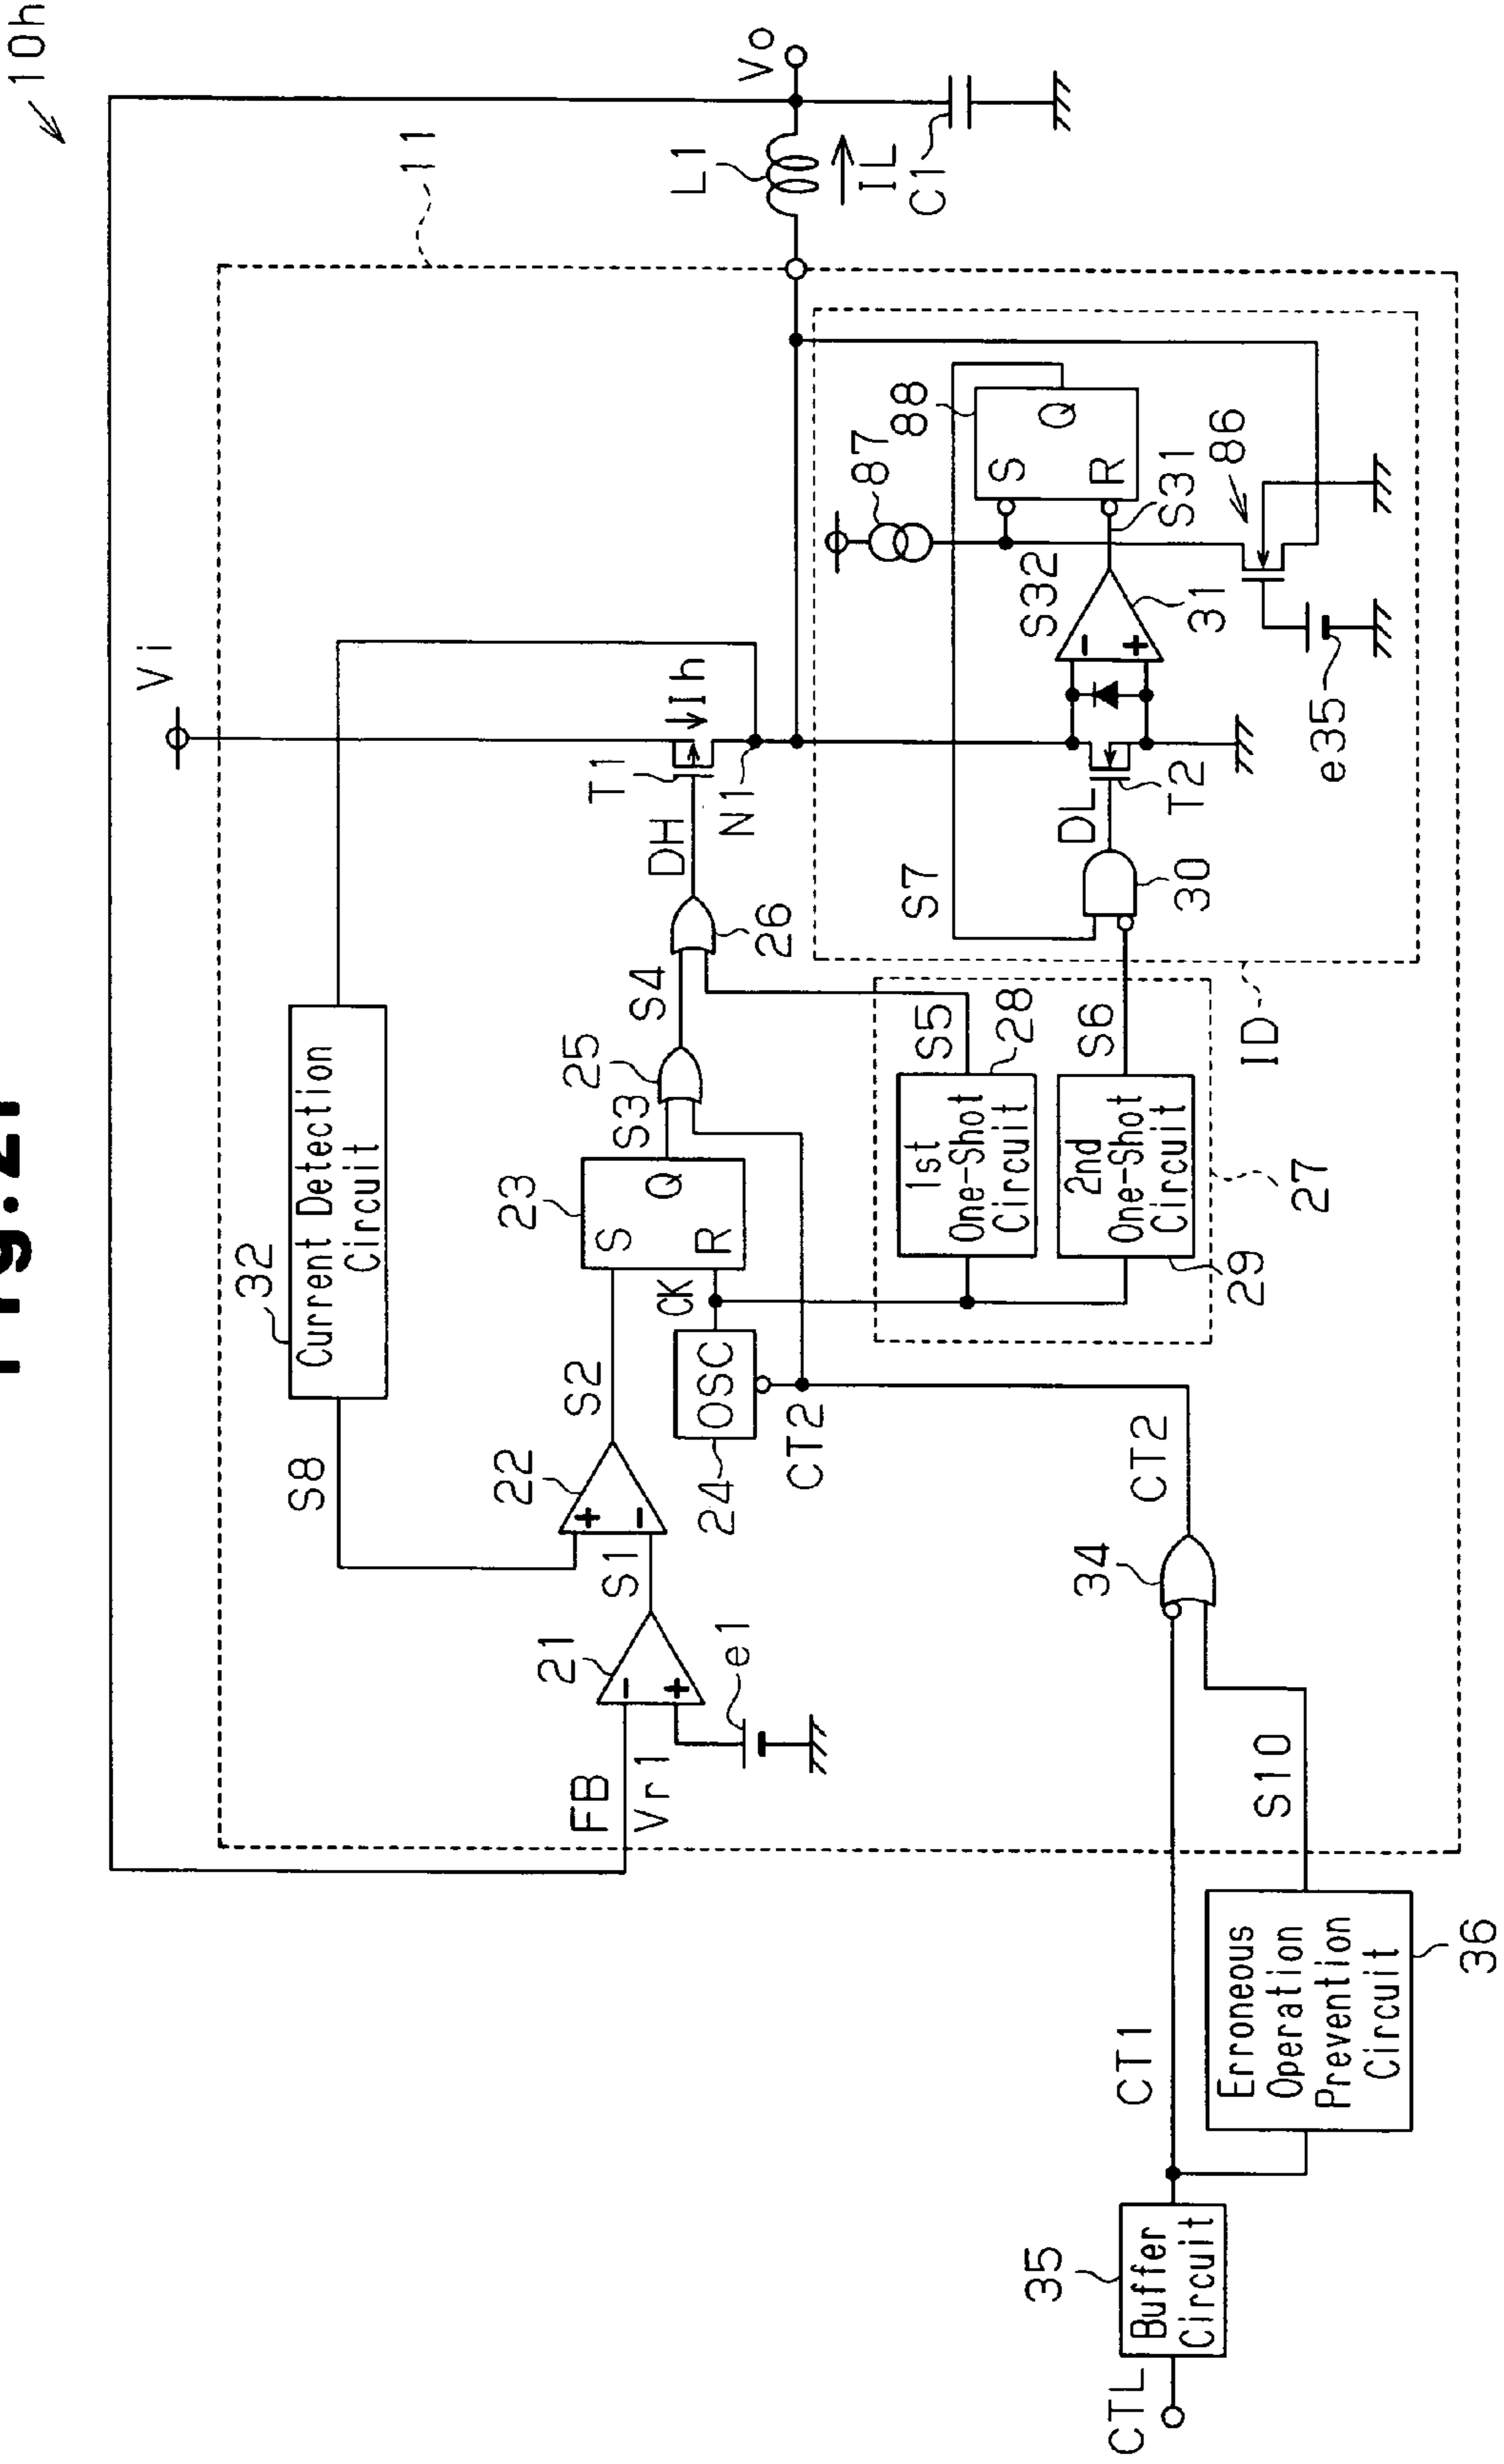 Fig.21
10h
11
Vi
Vo
L1
IL
C1
32
Current Detection
Circuit
S8
Ih
T1
N1
DH
26
S4
25
S3
23
S
Q
R
CK
S2
22
+
−
S1
21
−
+
FB
Vr1
e1
OSC
24
CT2
CT2
34
S5
28
1st
One-Shot
Circuit
S6
2nd
One-Shot
Circuit
29
27
ID
S7
30
DL
T2
88
S
Q
R
87
S32
S31
−
+
31
86
e35
S10
Erroneous
Operation
Prevention
Circuit
36
CT1
35
Buffer
Circuit
CTL